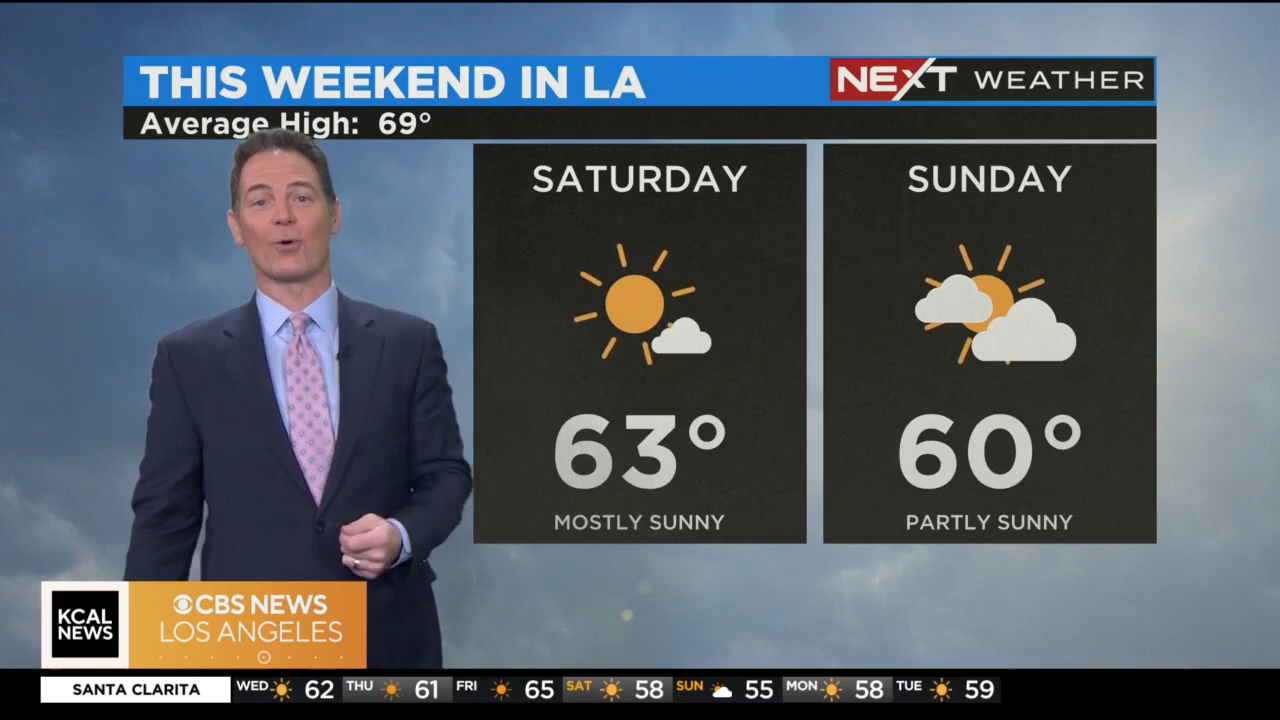 THIS WEEKEND IN LA
NEXT WEATHER
Average High: 69°
SATURDAY
63°
MOSTLY SUNNY
SUNDAY
60°
PARTLY SUNNY
KCAL
NEWS
CBS NEWS
LOS ANGELES
SANTA CLARITA
WED 62 THU 61 FRI 65 SAT 58 SUN 55 MON 58 TUE 59